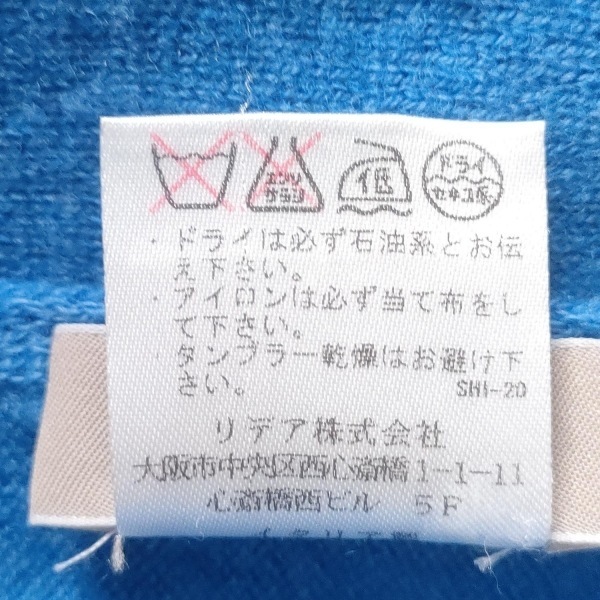 エンソ
サラシ
低
ドライ
セキユ系
・ドライは必ず石油系とお伝
え下さい。
・アイロンは必ず当て布をし
て下さい。
タンブラー乾燥はお避け下
さい。 SHI-20
リデア株式会社
大阪市中央区西心斎橋1-1-11
心斎橋西ビル 5F